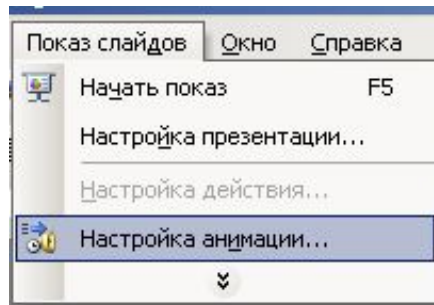 Показ слайдов Окно Справка
Начать показ F5
Настройка презентации...
Настройка действия...
Настройка анимации...